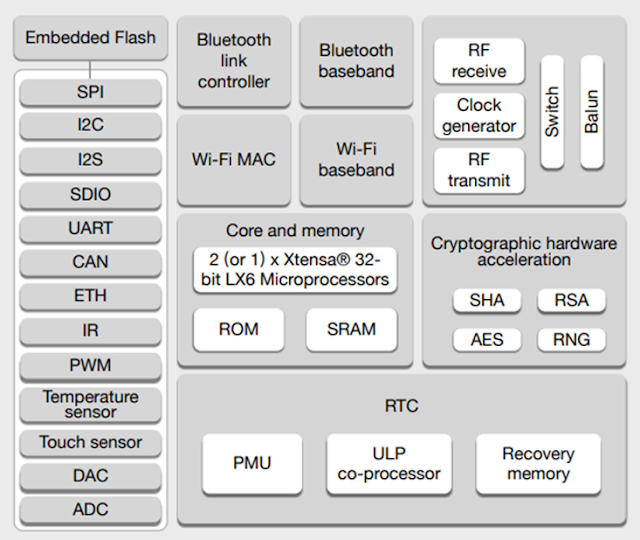 Embedded Flash
SPI
I2C
I2S
SDIO
UART
CAN
ETH
IR
PWM
Temperature
sensor
Touch sensor
DAC
ADC
Bluetooth
link
controller
Bluetooth
baseband
Wi-Fi MAC
Wi-Fi
baseband
RF
receive
Clock
generator
RF
transmit
Switch
Balun
Core and memory
2 (or 1) x Xtensa® 32-
bit LX6 Microprocessors
ROM
SRAM
Cryptographic hardware
acceleration
SHA
RSA
AES
RNG
RTC
PMU
ULP
co-processor
Recovery
memory